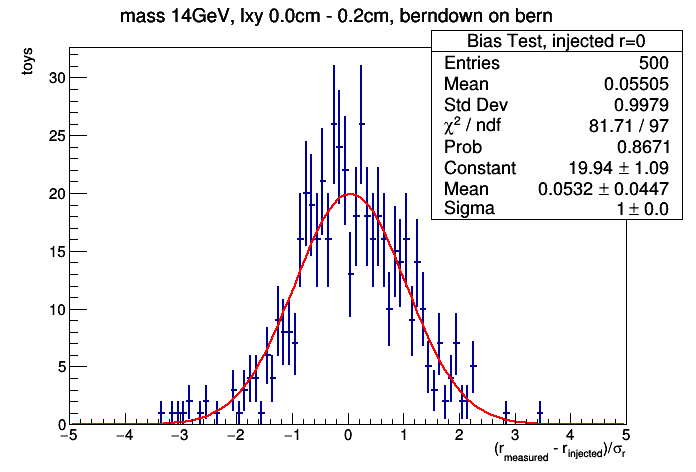 mass 14GeV, lxy 0.0cm - 0.2cm, berndown on bern
toys
Bias Test, injected r=0
Entries 500
Mean 0.05505
Std Dev 0.9979
χ² / ndf 81.71 / 97
Prob 0.8671
Constant 19.94 ± 1.09
Mean 0.0532 ± 0.0447
Sigma 1 ± 0.0
30
25
20
15
10
5
0
−5 −4 −3 −2 −1 0 1 2 3 4 5
(r_measured - r_injected)/σ_r